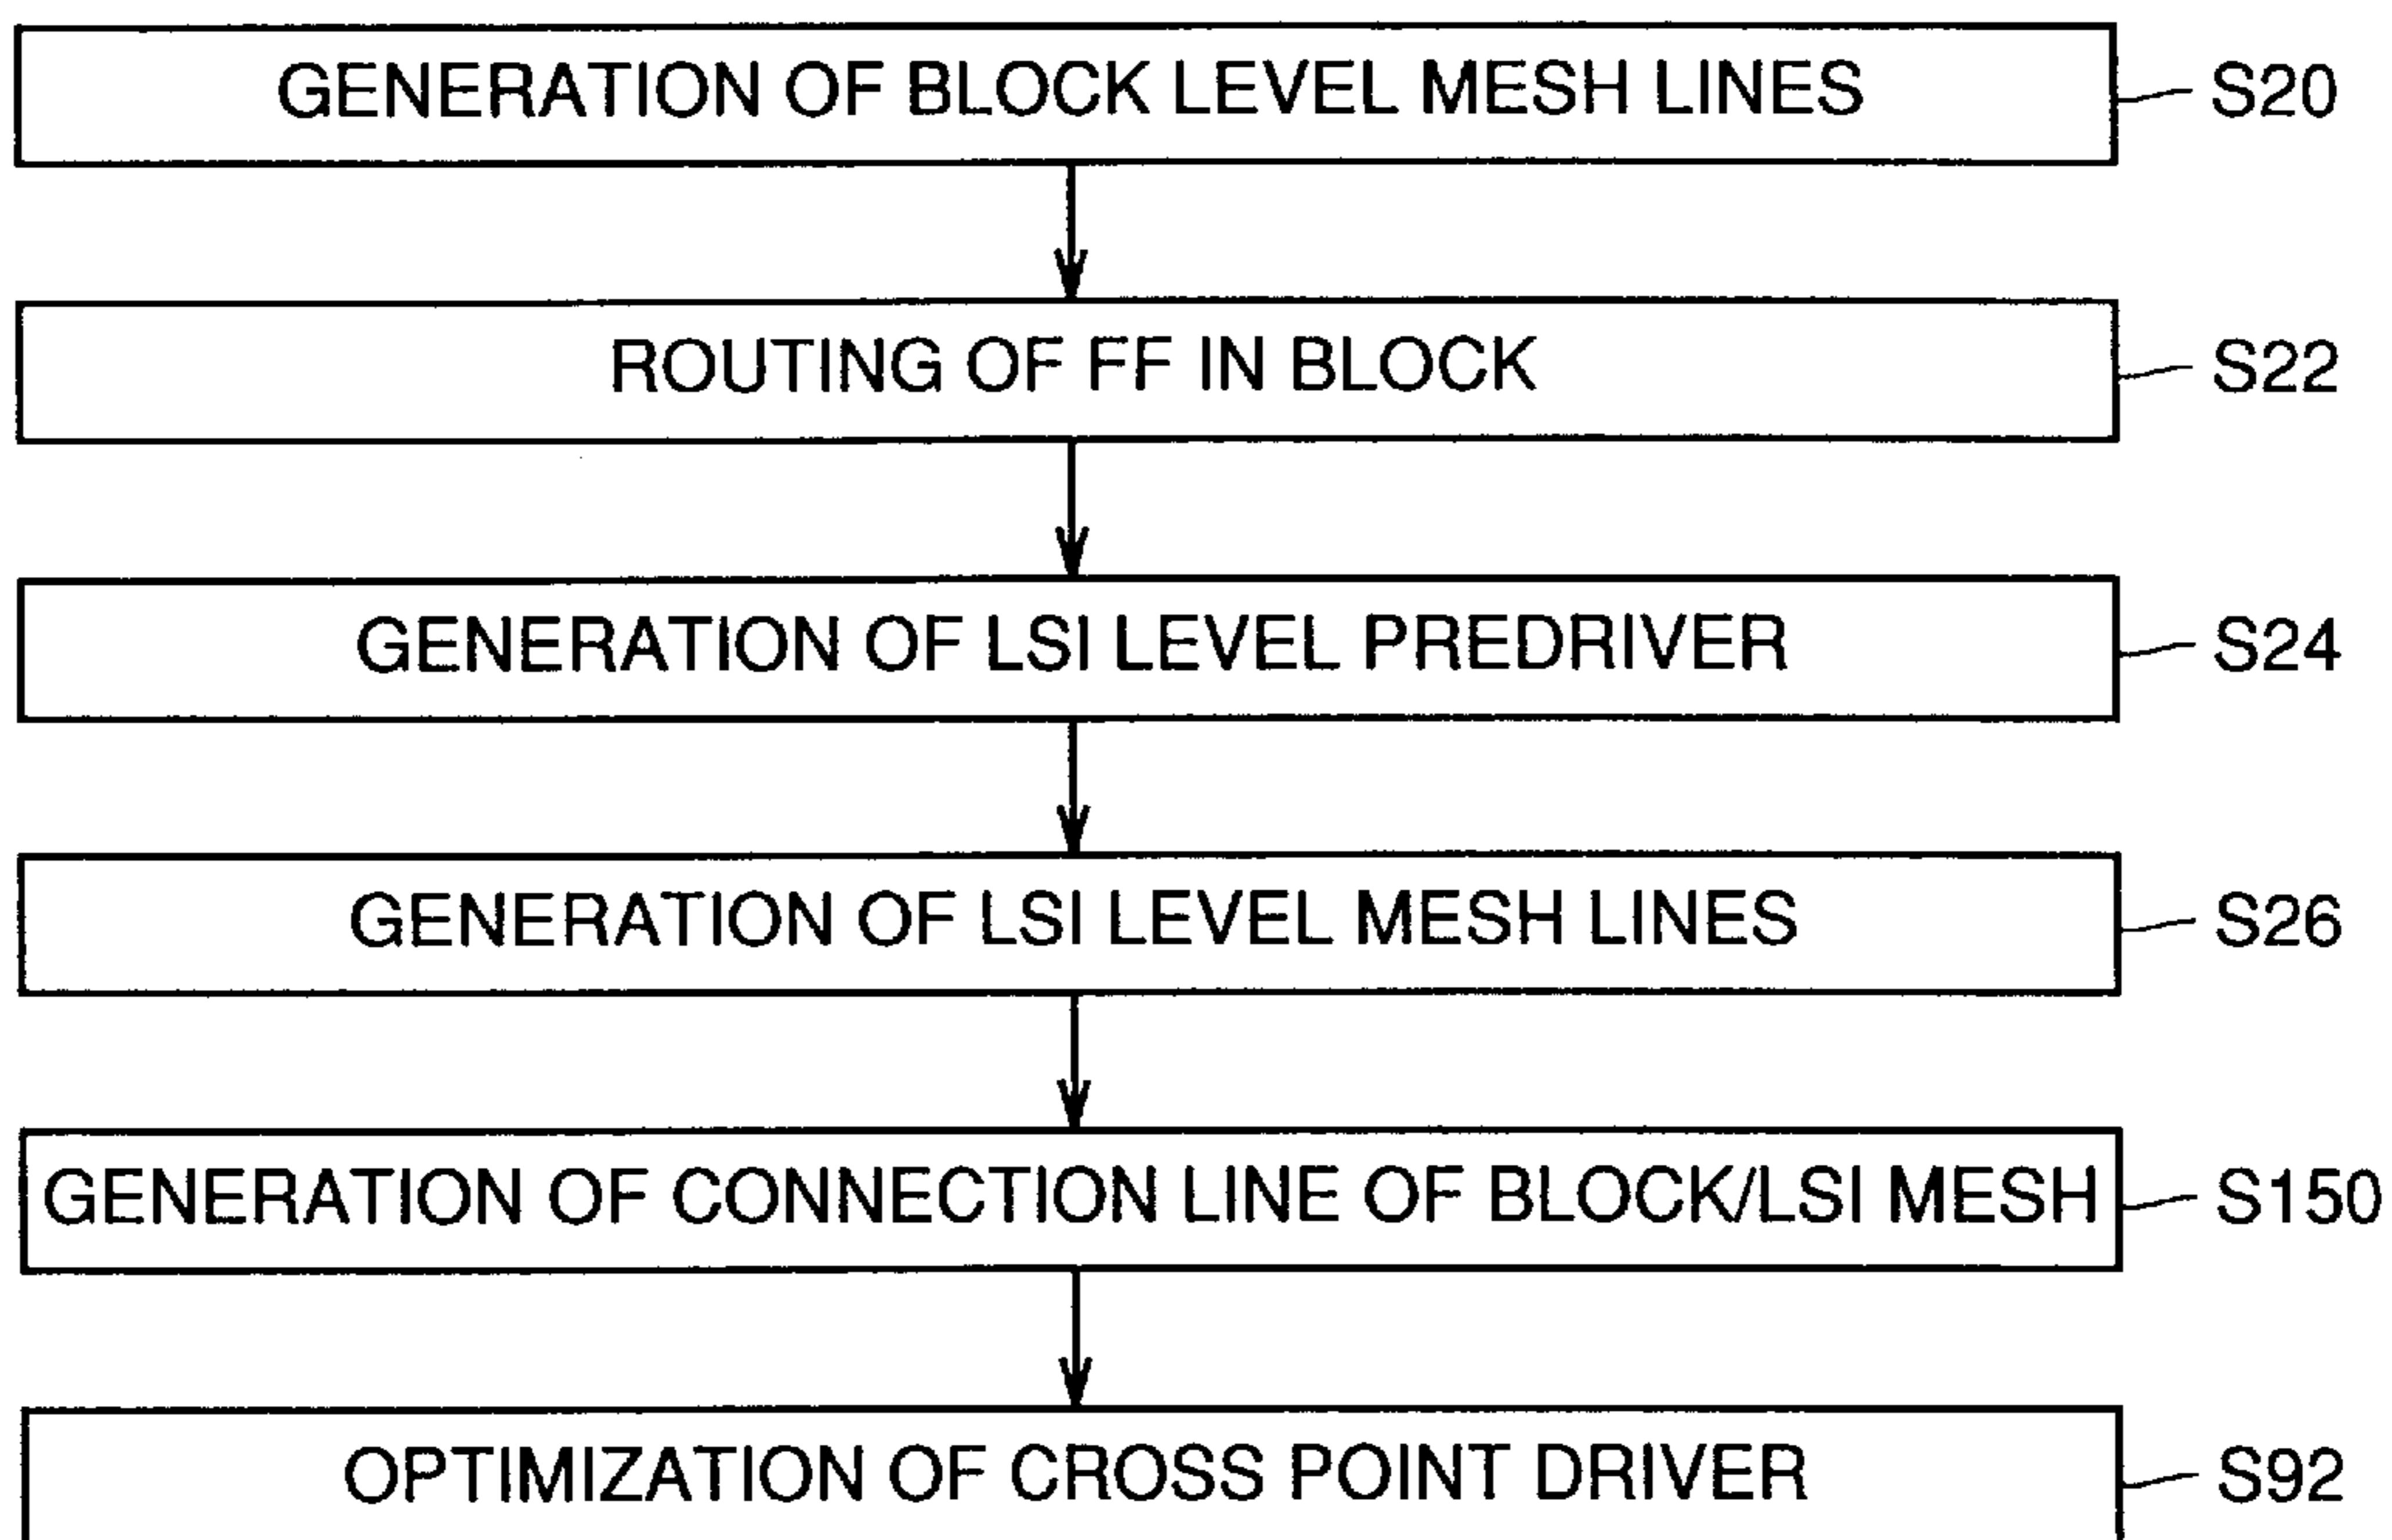 GENERATION OF BLOCK LEVEL MESH LINES S20
ROUTING OF FF IN BLOCK S22
GENERATION OF LSI LEVEL PREDRIVER S24
GENERATION OF LSI LEVEL MESH LINES S26
GENERATION OF CONNECTION LINE OF BLOCK/LSI MESH S150
OPTIMIZATION OF CROSS POINT DRIVER S92